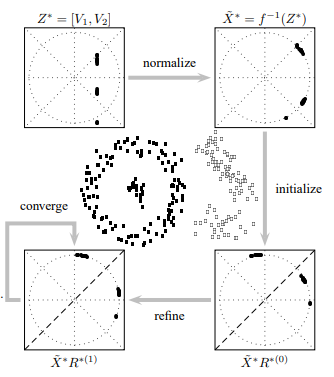 Z* = [V₁, V₂]
X̃* = f⁻¹(Z*)
normalize
initialize
converge
refine
X̃*R*⁽¹⁾
X̃*R*⁽⁰⁾